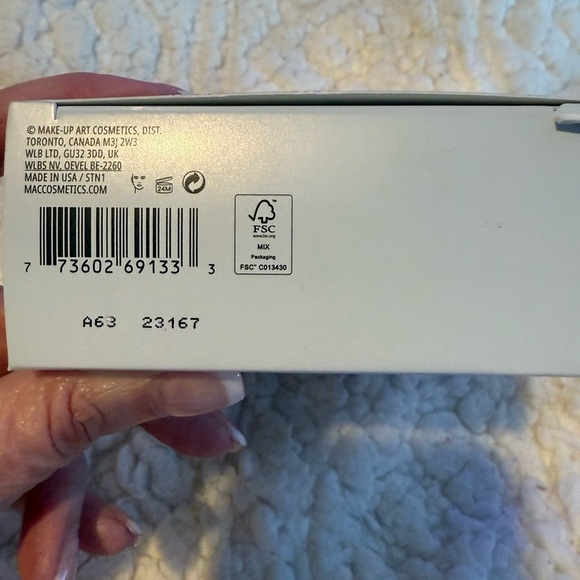 © MAKE-UP ART COSMETICS, DIST.
TORONTO, CANADA M3J 2W3
WLB LTD, GU32 3DD, UK
WLBS NV, OEVEL BE-2260
MADE IN USA / STN1
MACCOSMETICS.COM
24M
FSC™
www.fsc.org
MIX
Packaging
FSC™ C013430
7 73602 69133 3
A63 23167